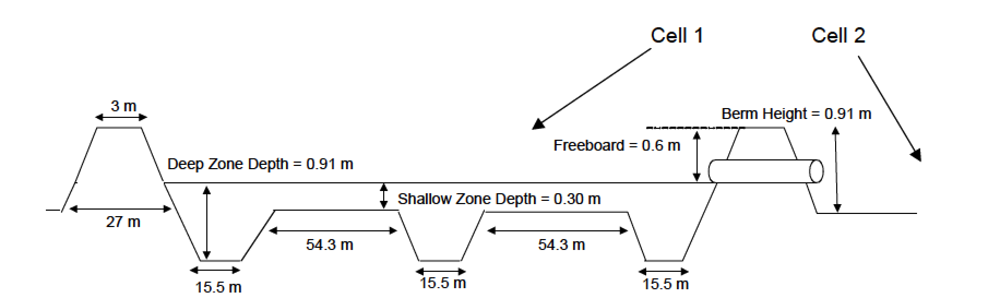 Cell 1
Cell 2
3 m
Berm Height = 0.91 m
Freeboard = 0.6 m
Deep Zone Depth = 0.91 m
Shallow Zone Depth = 0.30 m
27 m
54.3 m
54.3 m
15.5 m
15.5 m
15.5 m